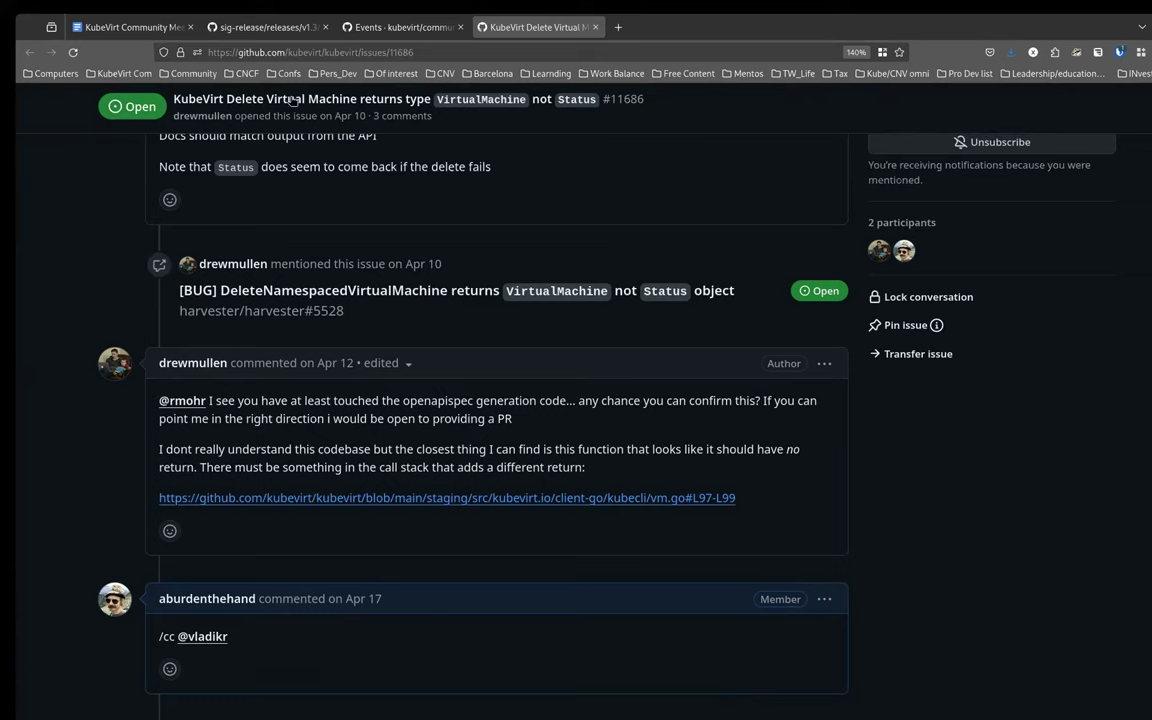 KubeVirt Community Me
sig-release/releases/v1.3
Events · kubevirt/commu
KubeVirt Delete Virtual M
https://github.com/kubevirt/kubevirt/issues/11686
140%
Computers
KubeVirt Com
Community
CNCF
Confs
Pers_Dev
Of interest
CNV
Barcelona
Learnding
Work Balance
Free Content
Mentos
TW_Life
Tax
Kube/CNV omni
Pro Dev list
Leadership/education...
INves
Open
KubeVirt Delete Virtual Machine returns type VirtualMachine not Status #11686
drewmullen opened this issue on Apr 10 · 3 comments
Docs should match output from the API
Note that Status does seem to come back if the delete fails
Unsubscribe
You're receiving notifications because you were
mentioned.
2 participants
Lock conversation
Pin issue
Transfer issue
drewmullen mentioned this issue on Apr 10
[BUG] DeleteNamespacedVirtualMachine returns VirtualMachine not Status object
Open
harvester/harvester#5528
drewmullen commented on Apr 12 • edited
Author
@rmohr I see you have at least touched the openapispec generation code... any chance you can confirm this? If you can
point me in the right direction i would be open to providing a PR
I dont really understand this codebase but the closest thing I can find is this function that looks like it should have no
return. There must be something in the call stack that adds a different return:
https://github.com/kubevirt/kubevirt/blob/main/staging/src/kubevirt.io/client-go/kubecli/vm.go#L97-L99
aburdenthehand commented on Apr 17
Member
/cc @vladikr